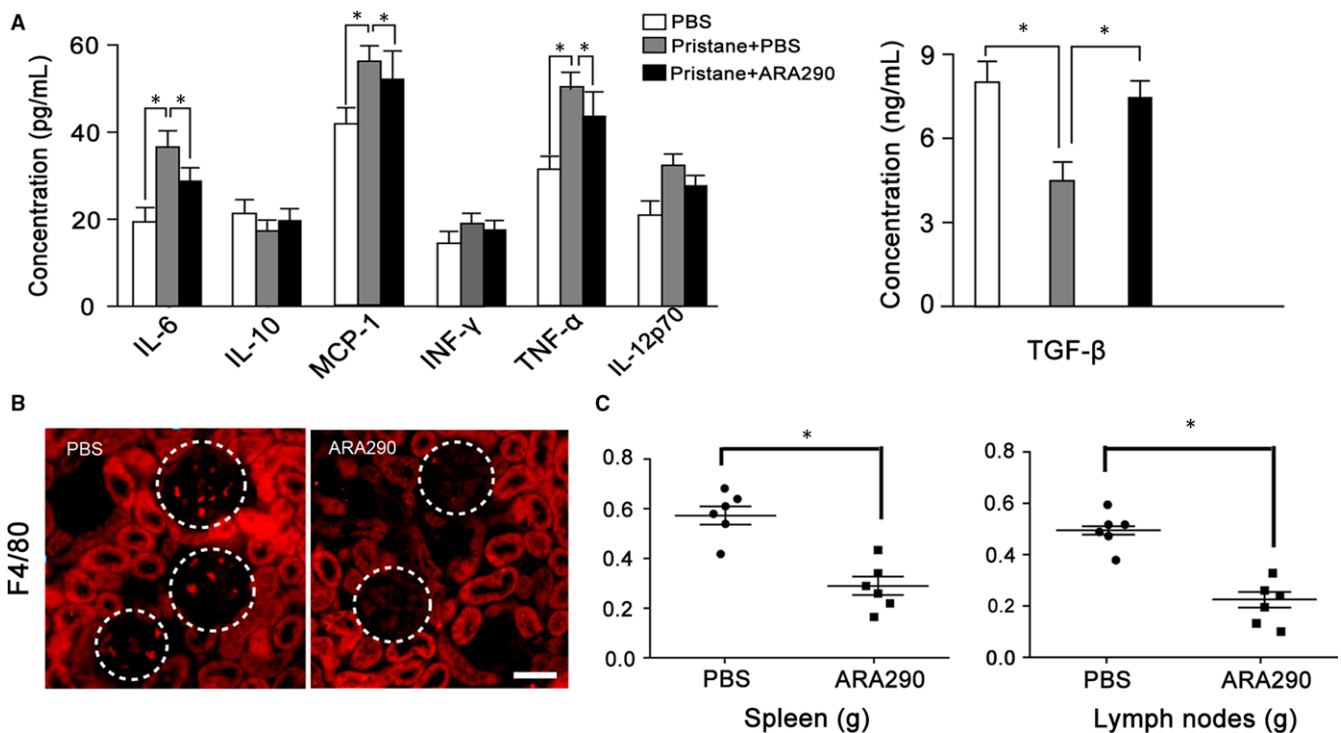 A
PBS
Pristane+PBS
Pristane+ARA290
Concentration (pg/mL)
60
40
20
0
* *
* *
* *
IL-6
IL-10
MCP-1
INF-γ
TNF-α
IL-12p70
Concentration (ng/mL)
9
6
3
0
* *
TGF-β
B
F4/80
PBS
ARA290
C
0.8
0.6
0.4
0.2
0.0
*
PBS ARA290
Spleen (g)
0.8
0.6
0.4
0.2
0.0
*
PBS ARA290
Lymph nodes (g)